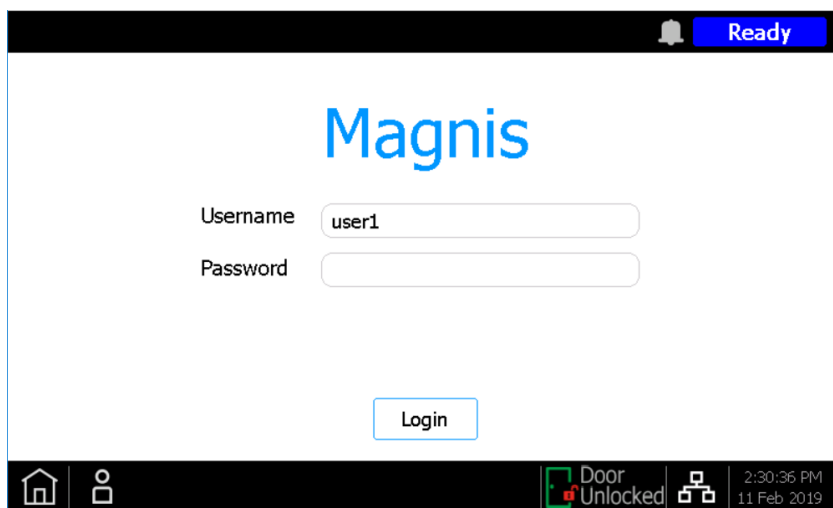 Ready
Magnis
Username
user1
Password
Login
Door
Unlocked
2:30:36 PM
11 Feb 2019